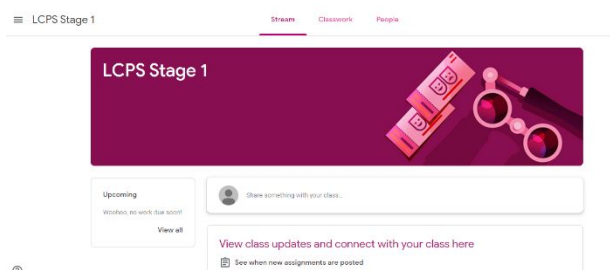 LCPS Stage 1
Stream Classwork People
LCPS Stage 1
Upcoming
Woohoo, no work due soon!
View all
Share something with your class...
View class updates and connect with your class here
See when new assignments are posted